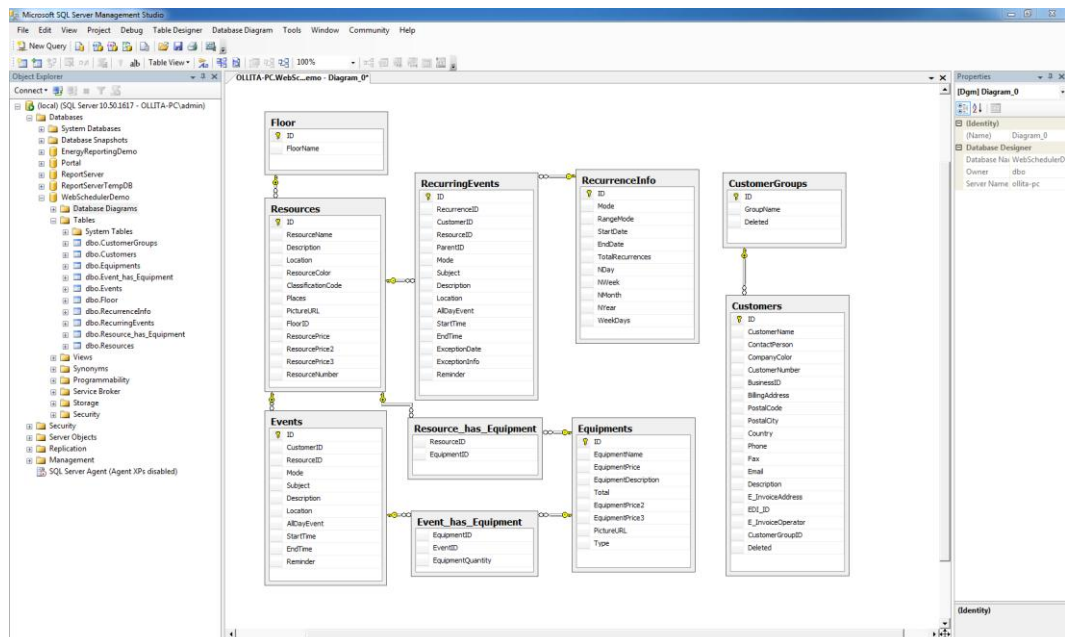 Microsoft SQL Server Management Studio
File Edit View Project Debug Table Designer Database Diagram Tools Window Community Help
New Query
Table View 100%
Object Explorer
Connect
(local) (SQL Server 10.50.1617 - OLLITA-PC\admin)
Databases
System Databases
Database Snapshots
EnergyReportingDemo
Portal
ReportServer
ReportServerTempDB
WebSchedulerDemo
Database Diagrams
Tables
System Tables
dbo.CustomerGroups
dbo.Customers
dbo.Equipments
dbo.Event_has_Equipment
dbo.Events
dbo.Floor
dbo.RecurrenceInfo
dbo.RecurringEvents
dbo.Resource_has_Equipment
dbo.Resources
Views
Synonyms
Programmability
Service Broker
Storage
Security
Security
Server Objects
Replication
Management
SQL Server Agent (Agent XPs disabled)
OLLITA-PC.WebSc...emo - Diagram_0*
Floor
ID
FloorName
Resources
ID
ResourceName
Description
Location
ResourceColor
ClassificationCode
Places
PictureURL
FloorID
ResourcePrice
ResourcePrice2
ResourcePrice3
ResourceNumber
Events
ID
CustomerID
ResourceID
Mode
Subject
Description
Location
AllDayEvent
StartTime
EndTime
Reminder
RecurringEvents
ID
RecurrenceID
CustomerID
ResourceID
ParentID
Mode
Subject
Description
Location
AllDayEvent
StartTime
EndTime
ExceptionDate
ExceptionInfo
Reminder
Resource_has_Equipment
ResourceID
EquipmentID
Event_has_Equipment
EquipmentID
EventID
EquipmentQuantity
RecurrenceInfo
ID
Mode
RangeMode
StartDate
EndDate
TotalRecurrences
NDay
NWeek
NMonth
NYear
WeekDays
Equipments
ID
EquipmentName
EquipmentPrice
EquipmentDescription
Total
EquipmentPrice2
EquipmentPrice3
PictureURL
Type
CustomerGroups
ID
GroupName
Deleted
Customers
ID
CustomerName
ContactPerson
CompanyColor
CustomerNumber
BusinessID
BillingAddress
PostalCode
PostalCity
Country
Phone
Fax
Email
Description
E_InvoiceAddress
EDI_ID
E_InvoiceOperator
CustomerGroupID
Deleted
Properties
[Dgm] Diagram_0
(Identity)
(Name) Diagram_0
Database Designer
Database Nai WebSchedulerD
Owner dbo
Server Name ollita-pc
(Identity)